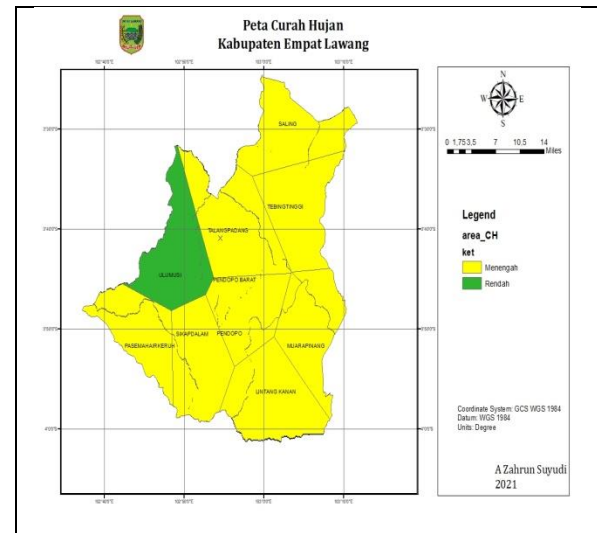 Peta Curah Hujan
Kabupaten Empat Lawang
SALING
TEBINGTINGGI
TALANGPADANG
ULUMUSI
PENDOPO BARAT
SIKAPDALAM
PENDOPO
PASEMAHAIRKERUH
MUARAPINANG
LINTANG KANAN
N
W
E
S
0 1,75 3,5 7 10,5 14
Miles
Legend
area_CH
ket
Menengah
Rendah
Coordinate System: GCS WGS 1984
Datum: WGS 1984
Units: Degree
A Zahrun Suyudi
2021